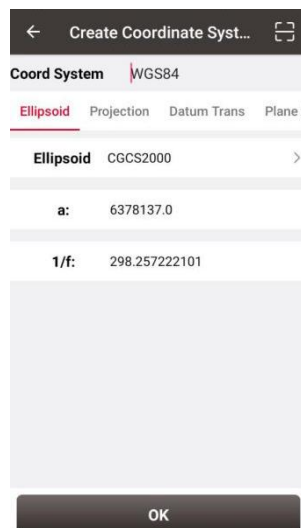 Create Coordinate Syst...
Coord System WGS84
Ellipsoid Projection Datum Trans Plane
Ellipsoid CGCS2000
a: 6378137.0
1/f: 298.257222101
OK